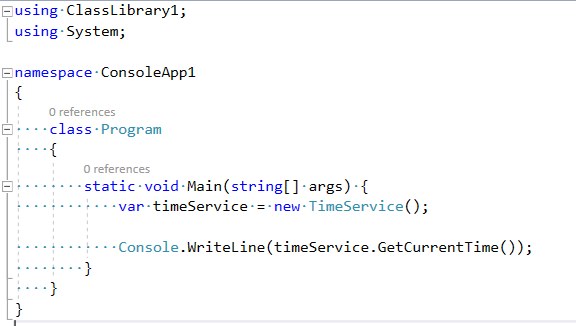 using ClassLibrary1;
using System;
namespace ConsoleApp1
{
0 references
class Program
{
0 references
static void Main(string[] args) {
var timeService = new TimeService();
Console.WriteLine(timeService.GetCurrentTime());
}
}
}